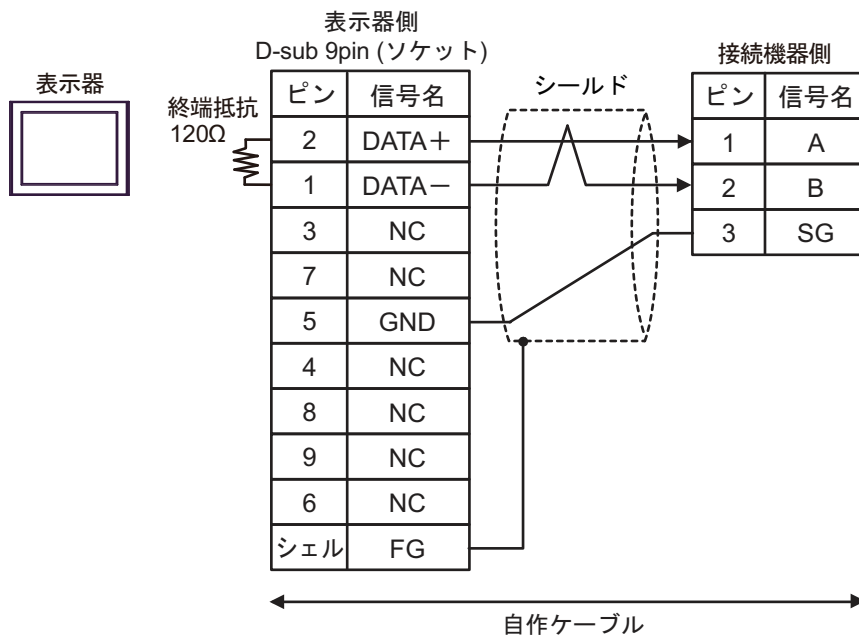 表示器側
D-sub 9pin (ソケット)
接続機器側
表示器
シールド
終端抵抗
120Ω
ピン 信号名
2 DATA＋
1 DATA－
3 NC
7 NC
5 GND
4 NC
8 NC
9 NC
6 NC
シェル FG
ピン 信号名
1 A
2 B
3 SG
自作ケーブル